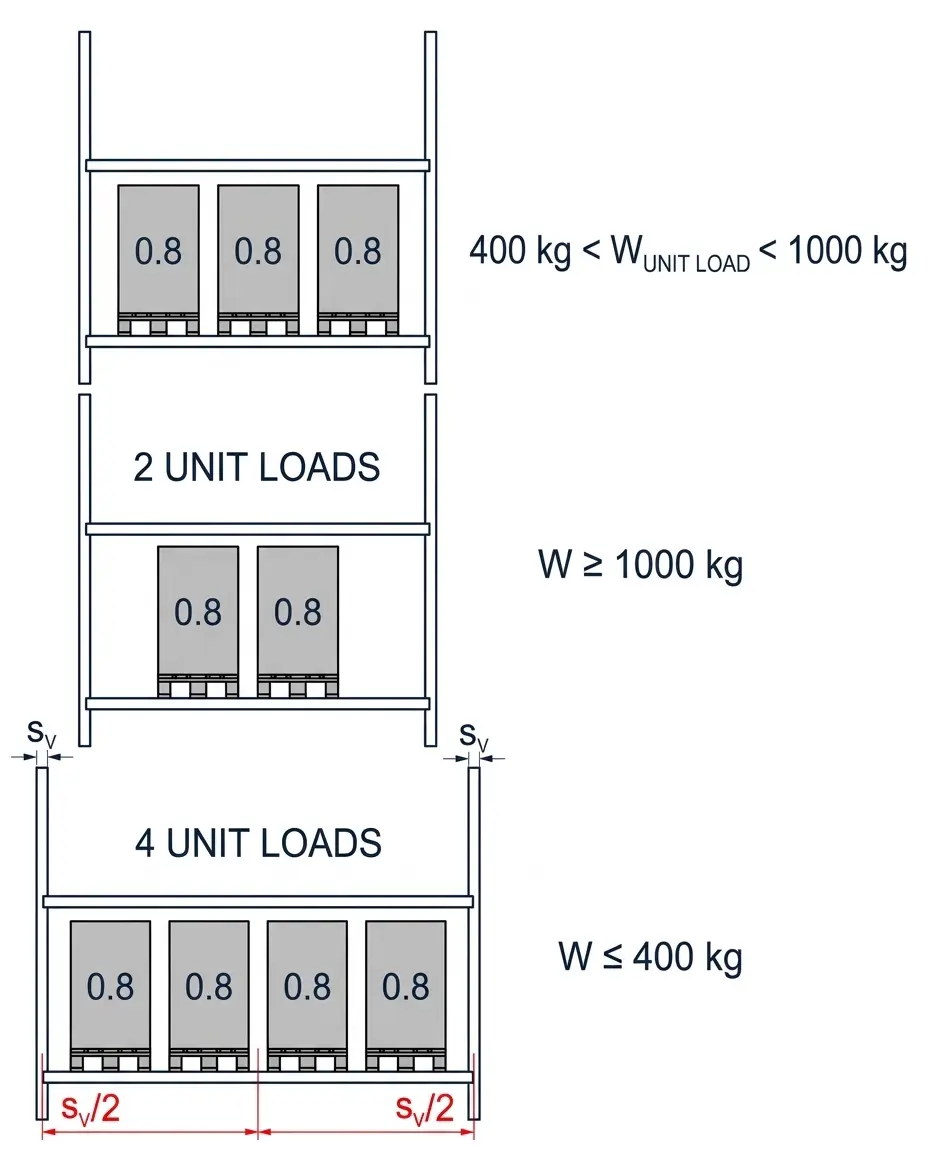 0.8 0.8 0.8
400 kg < W_UNIT LOAD < 1000 kg
2 UNIT LOADS
W ≥ 1000 kg
0.8 0.8
s_V s_V
4 UNIT LOADS
W ≤ 400 kg
0.8 0.8 0.8 0.8
s_V/2 s_V/2